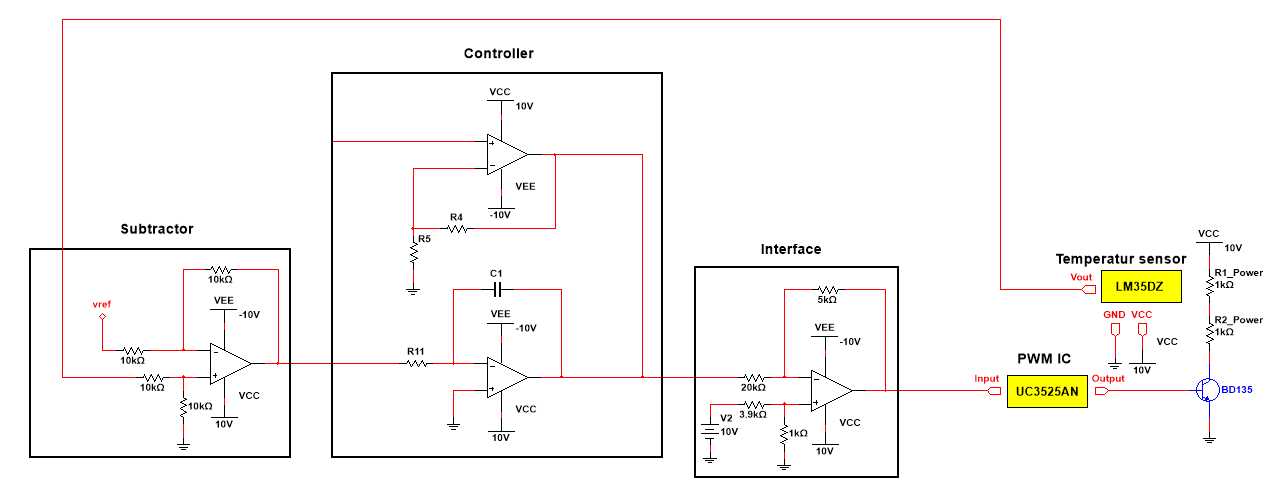 Controller
VCC
10V
VEE
-10V
R4
R5
C1
VEE
-10V
R11
VCC
10V
Subtractor
10kΩ
VEE
-10V
vref
10kΩ
10kΩ
10kΩ
VCC
10V
Interface
5kΩ
VEE
-10V
20kΩ
V2
10V
3.9kΩ
1kΩ
VCC
10V
Temperatur sensor
Vout
LM35DZ
GND
VCC
VCC
10V
PWM IC
Input
UC3525AN
Output
VCC
10V
R1_Power
1kΩ
R2_Power
1kΩ
BD135